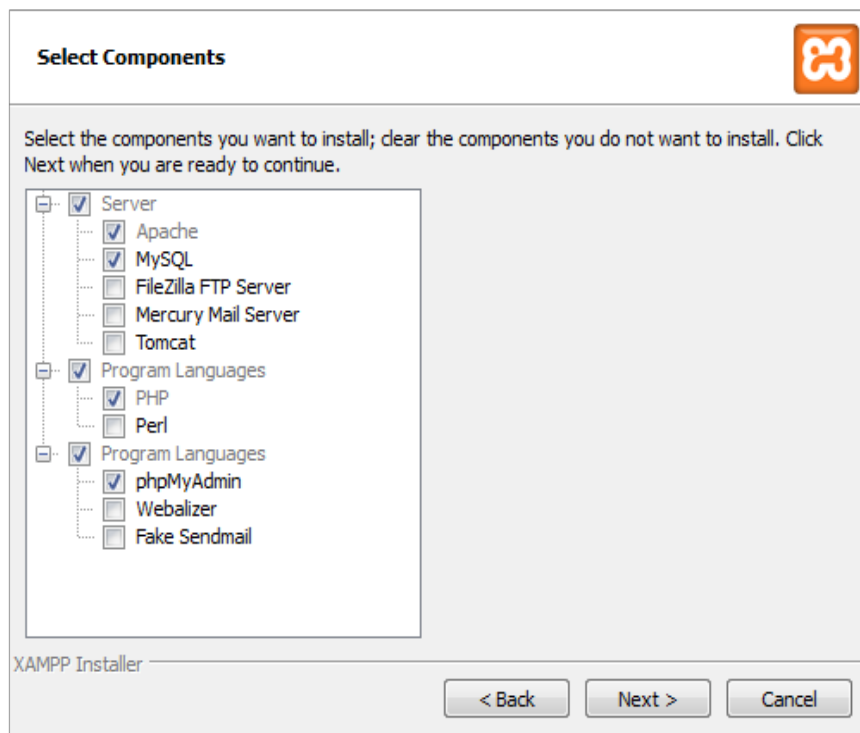 Select Components
Select the components you want to install; clear the components you do not want to install. Click
Next when you are ready to continue.
Server
Apache
MySQL
FileZilla FTP Server
Mercury Mail Server
Tomcat
Program Languages
PHP
Perl
Program Languages
phpMyAdmin
Webalizer
Fake Sendmail
XAMPP Installer
< Back
Next >
Cancel